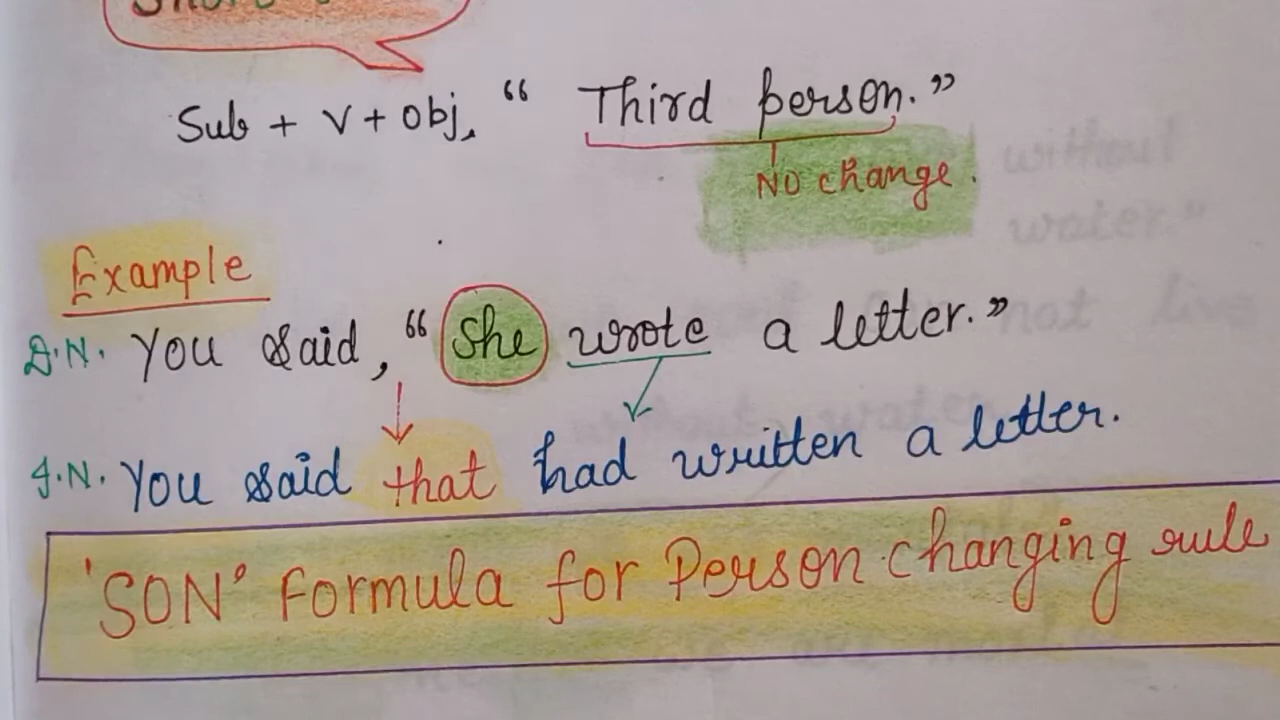 Sub + V + Obj, “ Third person.”
No change.
Example
D.N. You said, “ She wrote a letter.”
I.N. You said that had written a letter.
'SON' Formula for Person changing rule